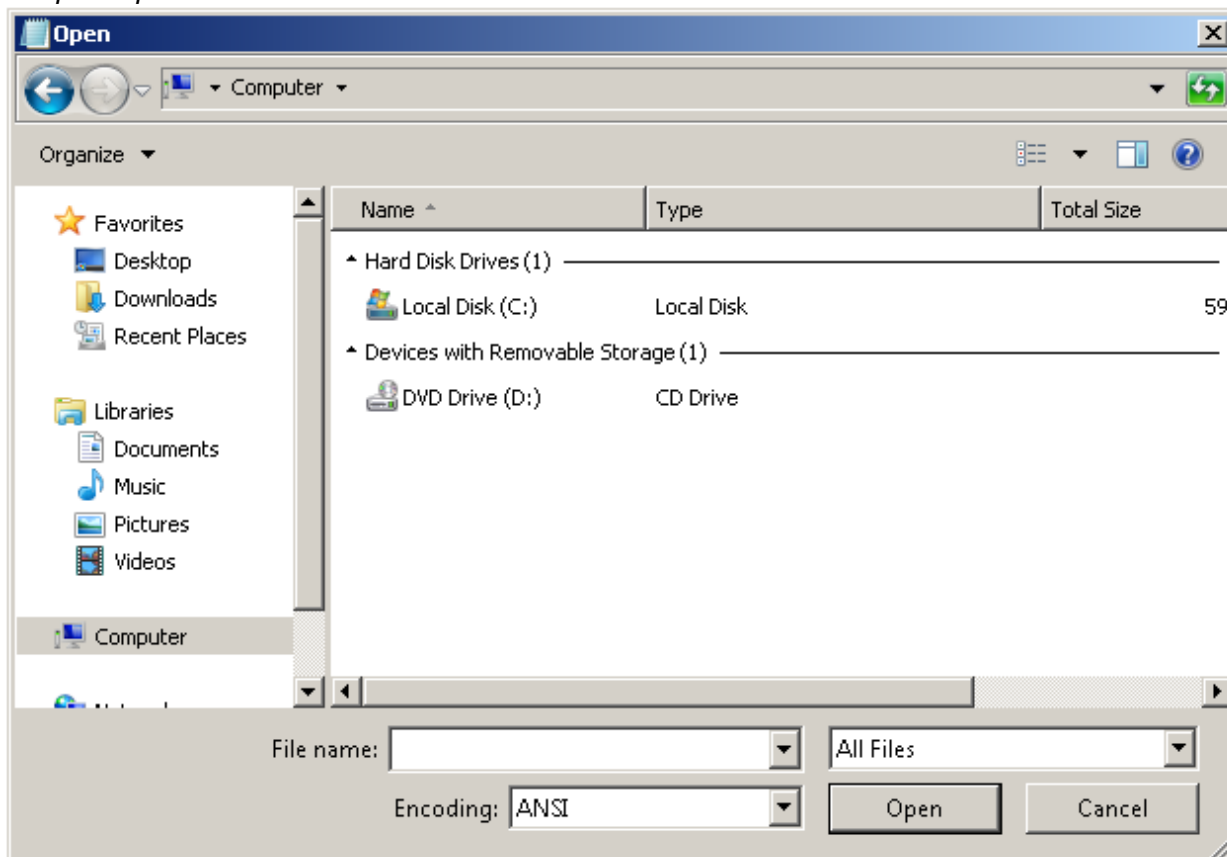 Open
Computer
Organize
Name Type Total Size
Favorites
Desktop
Downloads
Recent Places
Libraries
Documents
Music
Pictures
Videos
Computer
Hard Disk Drives (1)
Local Disk (C:) Local Disk 59
Devices with Removable Storage (1)
DVD Drive (D:) CD Drive
File name: All Files
Encoding: ANSI Open Cancel